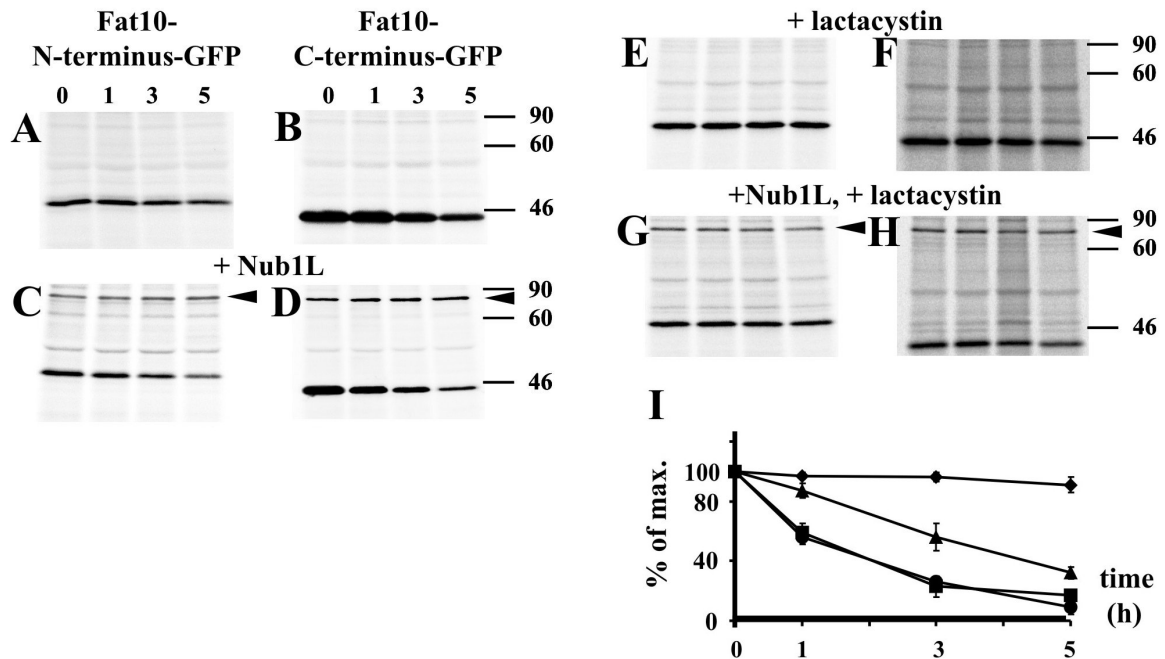 Fat10-
N-terminus-GFP
0 1 3 5
A
Fat10-
C-terminus-GFP
0 1 3 5
B
90
60
46
+ Nub1L
C
D
90
60
46
+ lactacystin
E
F
90
60
46
+Nub1L, + lactacystin
G
H
90
60
46
I
% of max.
100
80
40
0
0 1 3 5
time
(h)